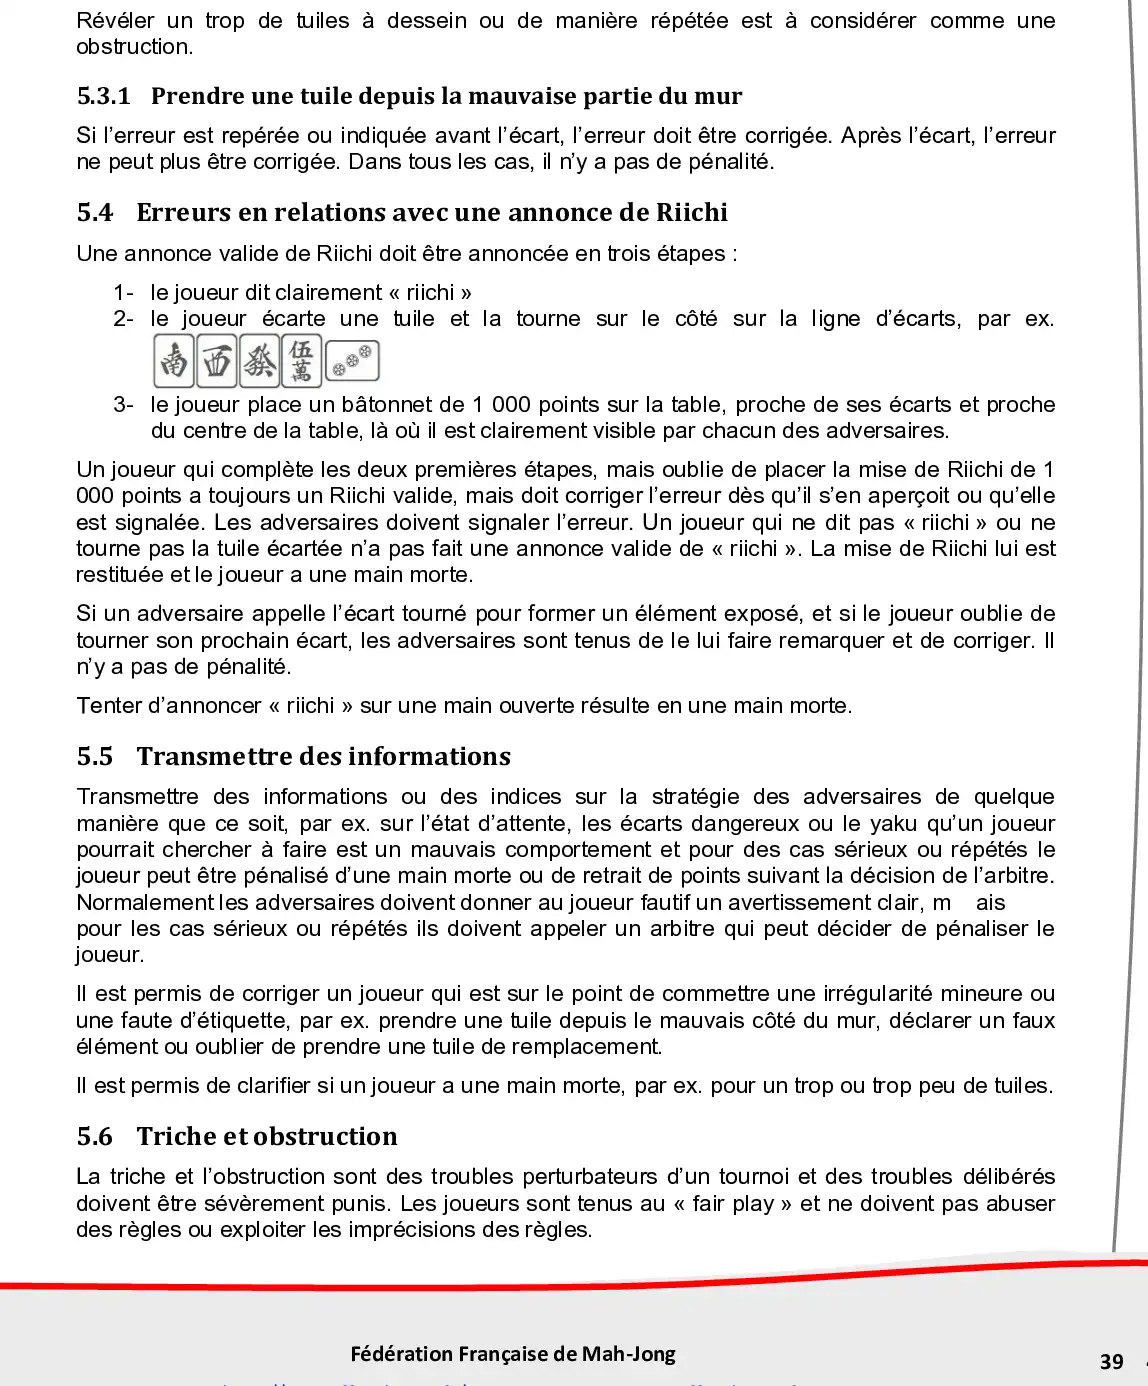 Révéler un trop de tuiles à dessein ou de manière répétée est à considérer comme une
obstruction.
5.3.1 Prendre une tuile depuis la mauvaise partie du mur
Si l’erreur est repérée ou indiquée avant l’écart, l’erreur doit être corrigée. Après l’écart, l’erreur
ne peut plus être corrigée. Dans tous les cas, il n’y a pas de pénalité.
5.4 Erreurs en relations avec une annonce de Riichi
Une annonce valide de Riichi doit être annoncée en trois étapes :
1- le joueur dit clairement « riichi »
2- le joueur écarte une tuile et la tourne sur le côté sur la ligne d’écarts, par ex.
南 西 發 伍萬
3- le joueur place un bâtonnet de 1 000 points sur la table, proche de ses écarts et proche
du centre de la table, là où il est clairement visible par chacun des adversaires.
Un joueur qui complète les deux premières étapes, mais oublie de placer la mise de Riichi de 1
000 points a toujours un Riichi valide, mais doit corriger l’erreur dès qu’il s’en aperçoit ou qu’elle
est signalée. Les adversaires doivent signaler l’erreur. Un joueur qui ne dit pas « riichi » ou ne
tourne pas la tuile écartée n’a pas fait une annonce valide de « riichi ». La mise de Riichi lui est
restituée et le joueur a une main morte.
Si un adversaire appelle l’écart tourné pour former un élément exposé, et si le joueur oublie de
tourner son prochain écart, les adversaires sont tenus de le lui faire remarquer et de corriger. Il
n’y a pas de pénalité.
Tenter d’annoncer « riichi » sur une main ouverte résulte en une main morte.
5.5 Transmettre des informations
Transmettre des informations ou des indices sur la stratégie des adversaires de quelque
manière que ce soit, par ex. sur l’état d’attente, les écarts dangereux ou le yaku qu’un joueur
pourrait chercher à faire est un mauvais comportement et pour des cas sérieux ou répétés le
joueur peut être pénalisé d’une main morte ou de retrait de points suivant la décision de l’arbitre.
Normalement les adversaires doivent donner au joueur fautif un avertissement clair, m ais
pour les cas sérieux ou répétés ils doivent appeler un arbitre qui peut décider de pénaliser le
joueur.
Il est permis de corriger un joueur qui est sur le point de commettre une irrégularité mineure ou
une faute d’étiquette, par ex. prendre une tuile depuis le mauvais côté du mur, déclarer un faux
élément ou oublier de prendre une tuile de remplacement.
Il est permis de clarifier si un joueur a une main morte, par ex. pour un trop ou trop peu de tuiles.
5.6 Triche et obstruction
La triche et l’obstruction sont des troubles perturbateurs d’un tournoi et des troubles délibérés
doivent être sévèrement punis. Les joueurs sont tenus au « fair play » et ne doivent pas abuser
des règles ou exploiter les imprécisions des règles.
Fédération Française de Mah-Jong
39